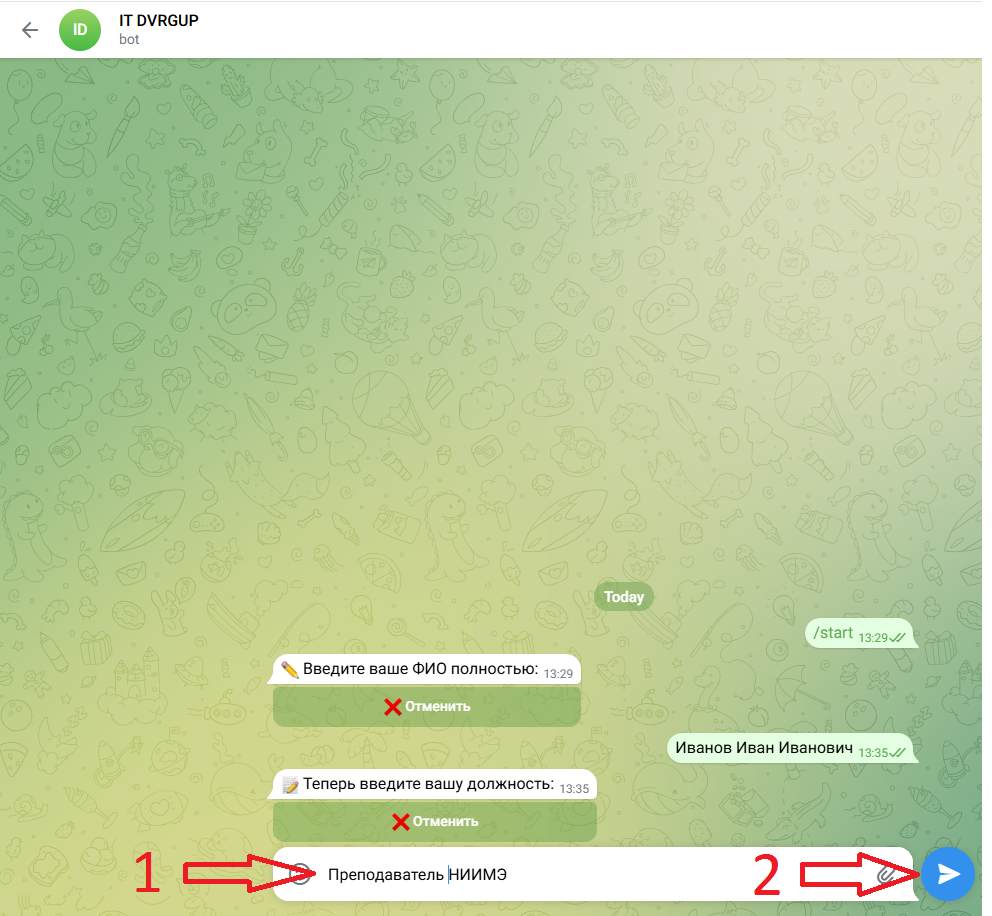 ID
IT DVRGUP
bot
Today
/start 13:29
Введите ваше ФИО полностью: 13:29
Отменить
Иванов Иван Иванович 13:35
Теперь введите вашу должность: 13:35
Отменить
1
Преподаватель НИИМЭ
2